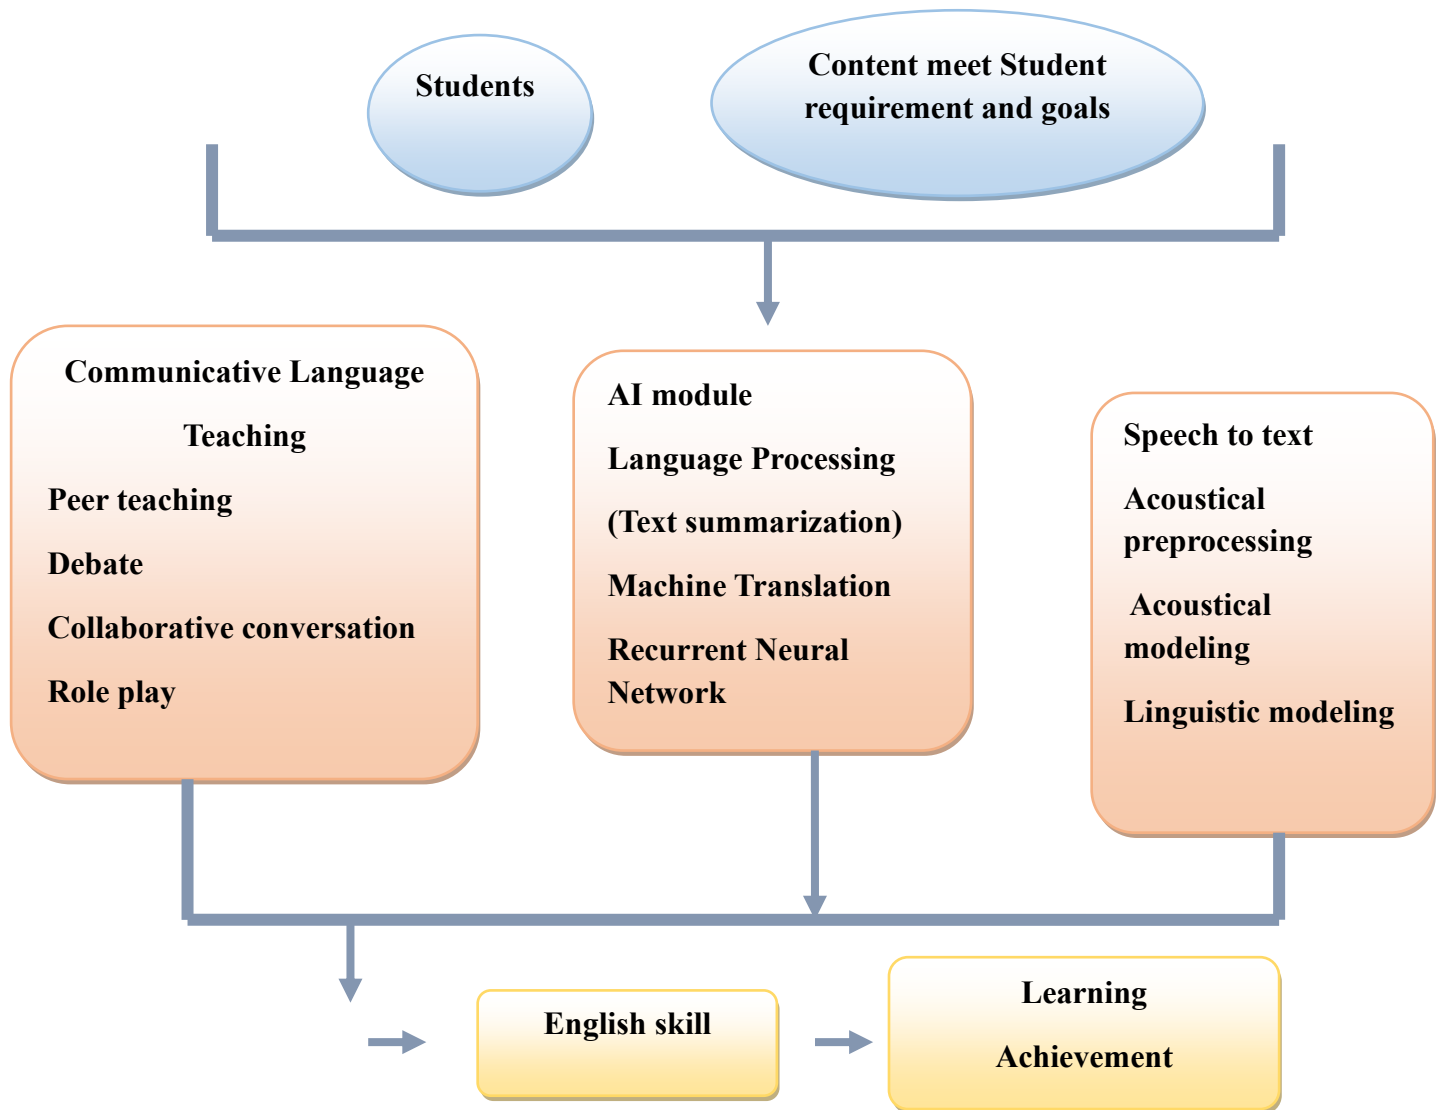 Students
Content meet Student
requirement and goals
Communicative Language
Teaching
Peer teaching
Debate
Collaborative conversation
Role play
AI module
Language Processing
(Text summarization)
Machine Translation
Recurrent Neural
Network
Speech to text
Acoustical
preprocessing
Acoustical
modeling
Linguistic modeling
English skill
Learning
Achievement